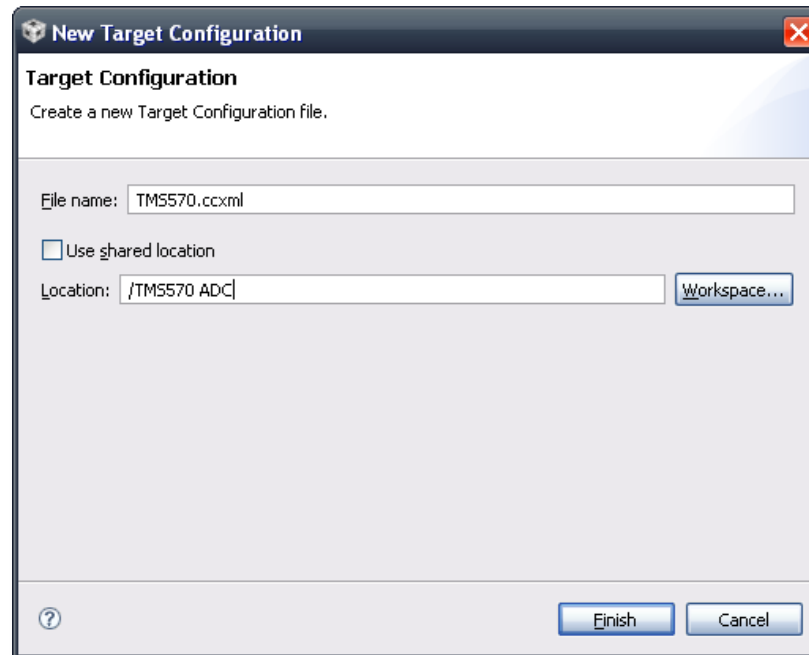 New Target Configuration
Target Configuration
Create a new Target Configuration file.
File name: TMS570.ccxml
Use shared location
Location: /TMS570 ADC Workspace...
? Finish Cancel